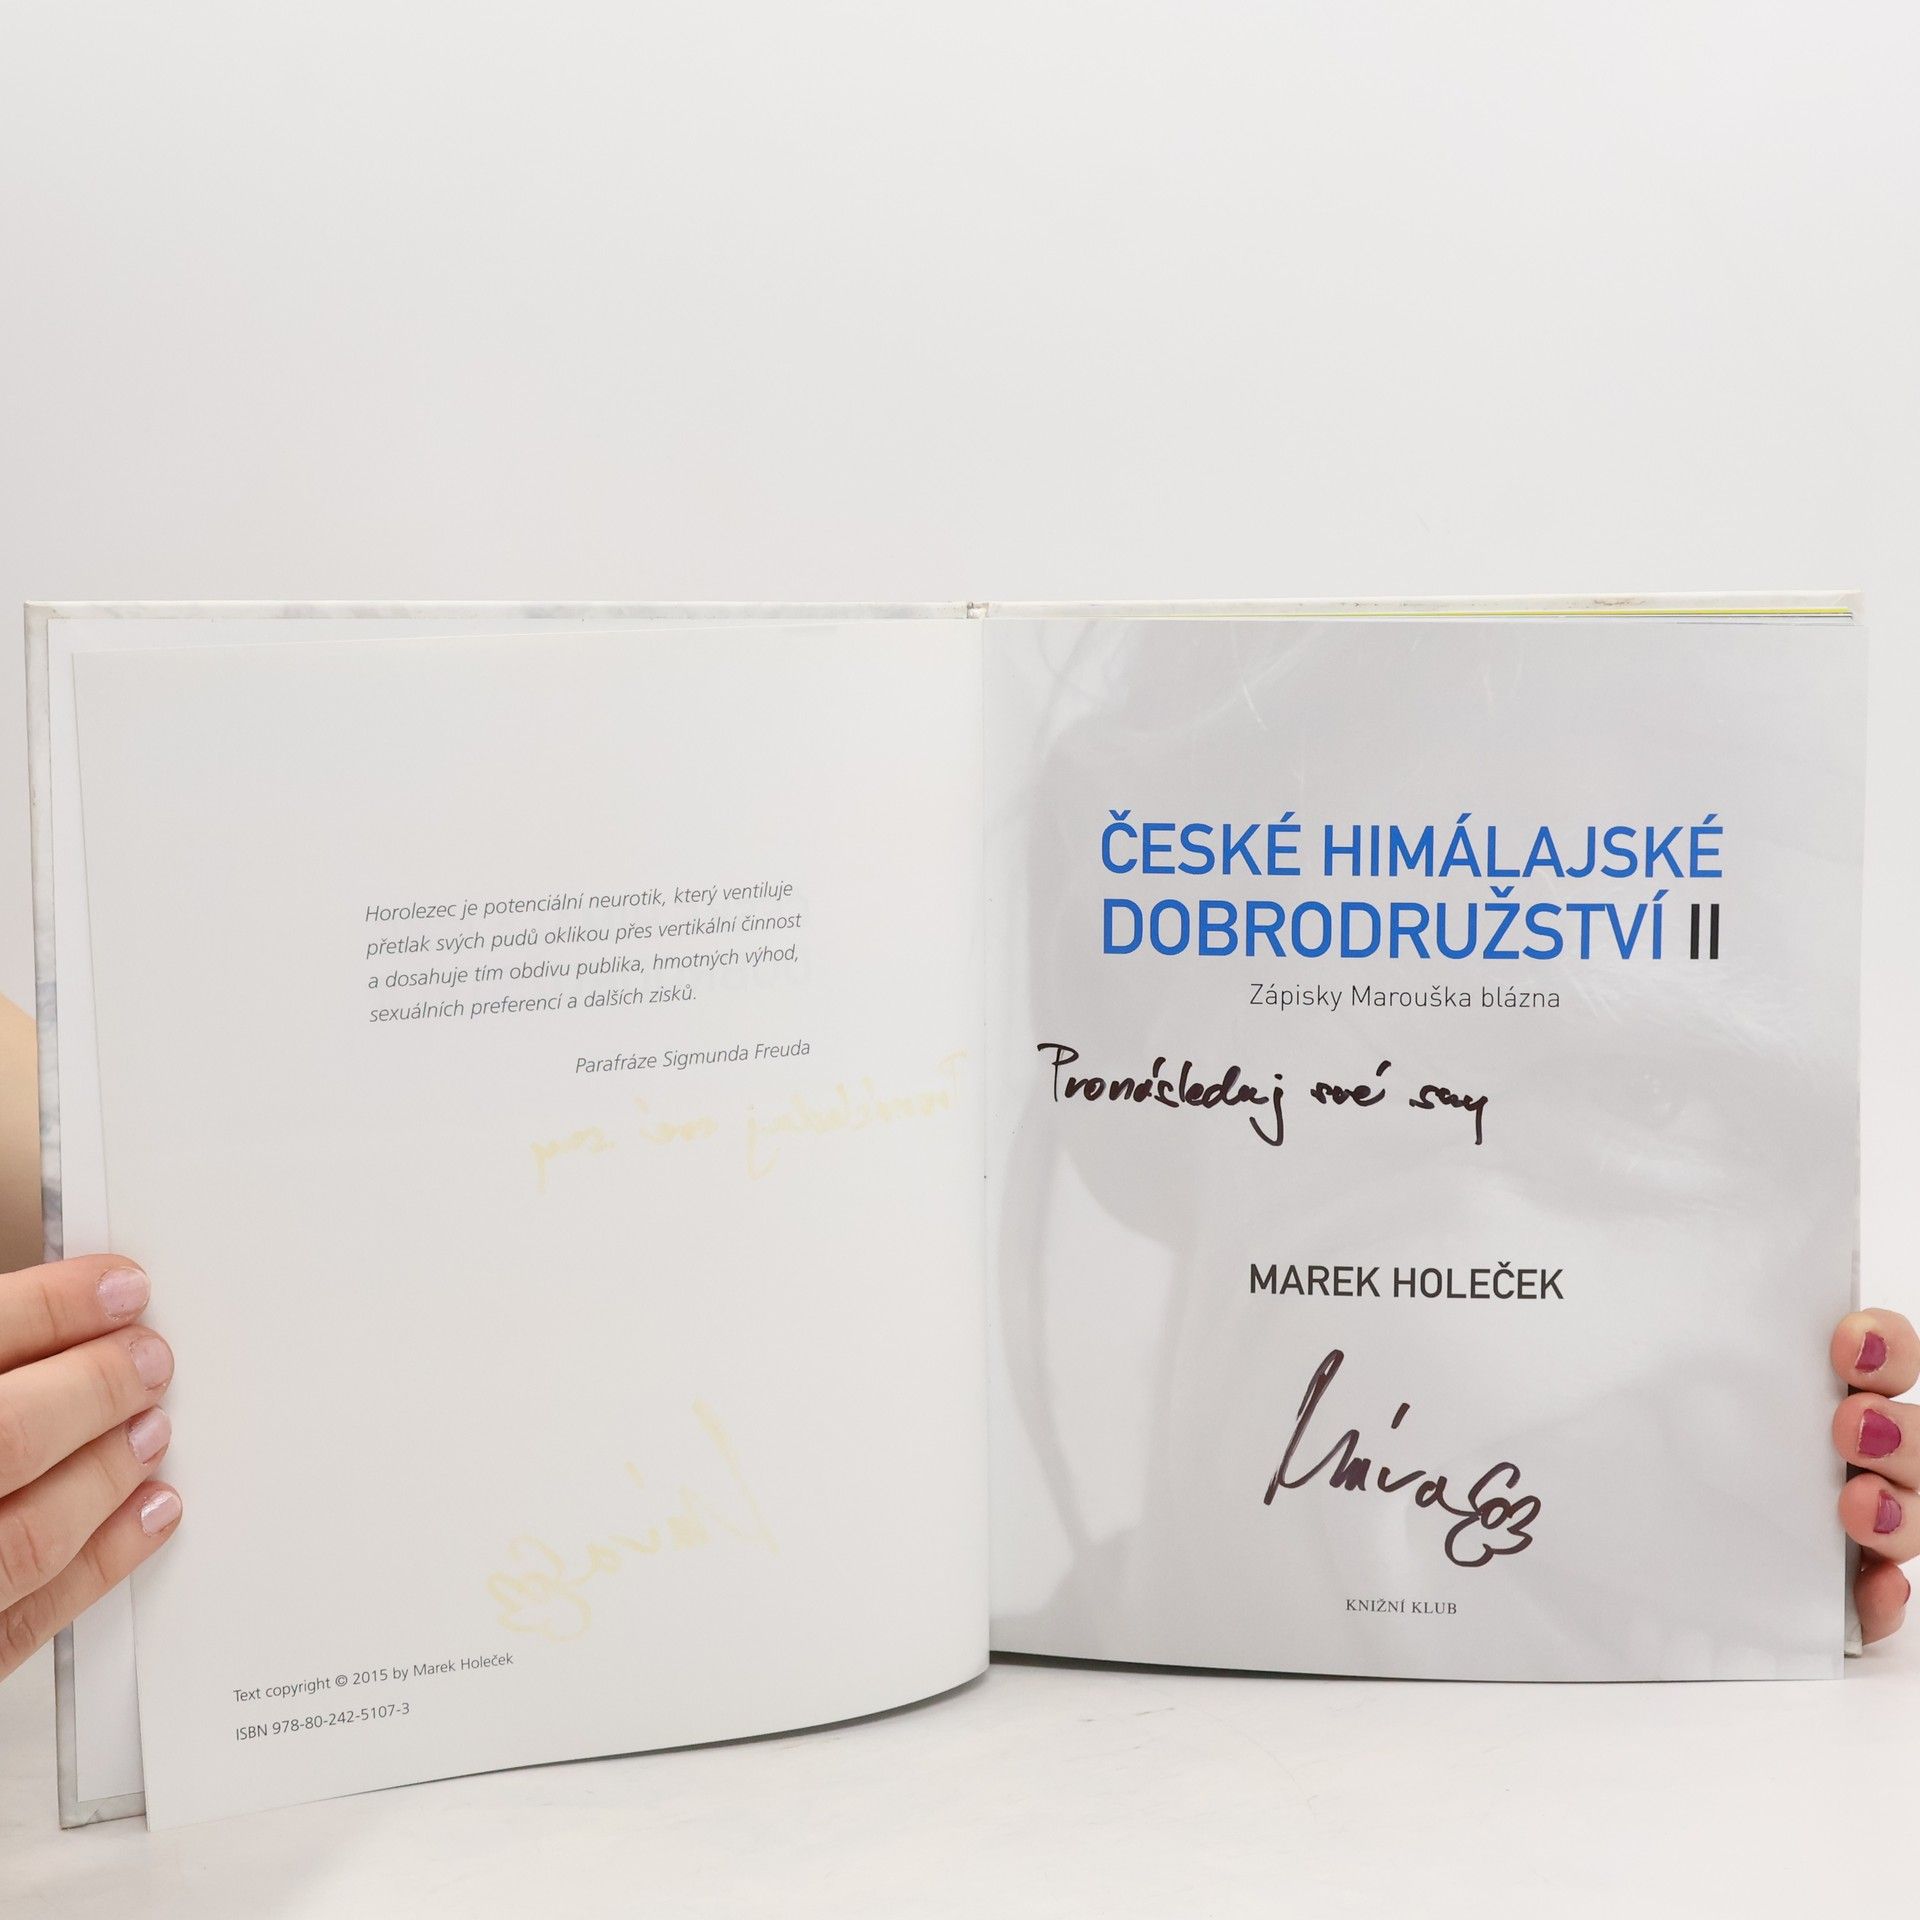 Horolezec je potenciální neurotik, který ventiluje
přetlak svých pudů oklikou přes vertikální činnost
a dosahuje tím obdivu publika, hmotných výhod,
sexuálních preferencí a dalších zisků.
Parafráze Sigmunda Freuda
Text copyright © 2015 by Marek Holeček
ISBN 978-80-242-5107-3
ČESKÉ HIMÁLAJSKÉ
DOBRODRUŽSTVÍ II
Zápisky Marouška blázna
Pronásleduj své sny
MAREK HOLEČEK
Mára
KNIŽNÍ KLUB